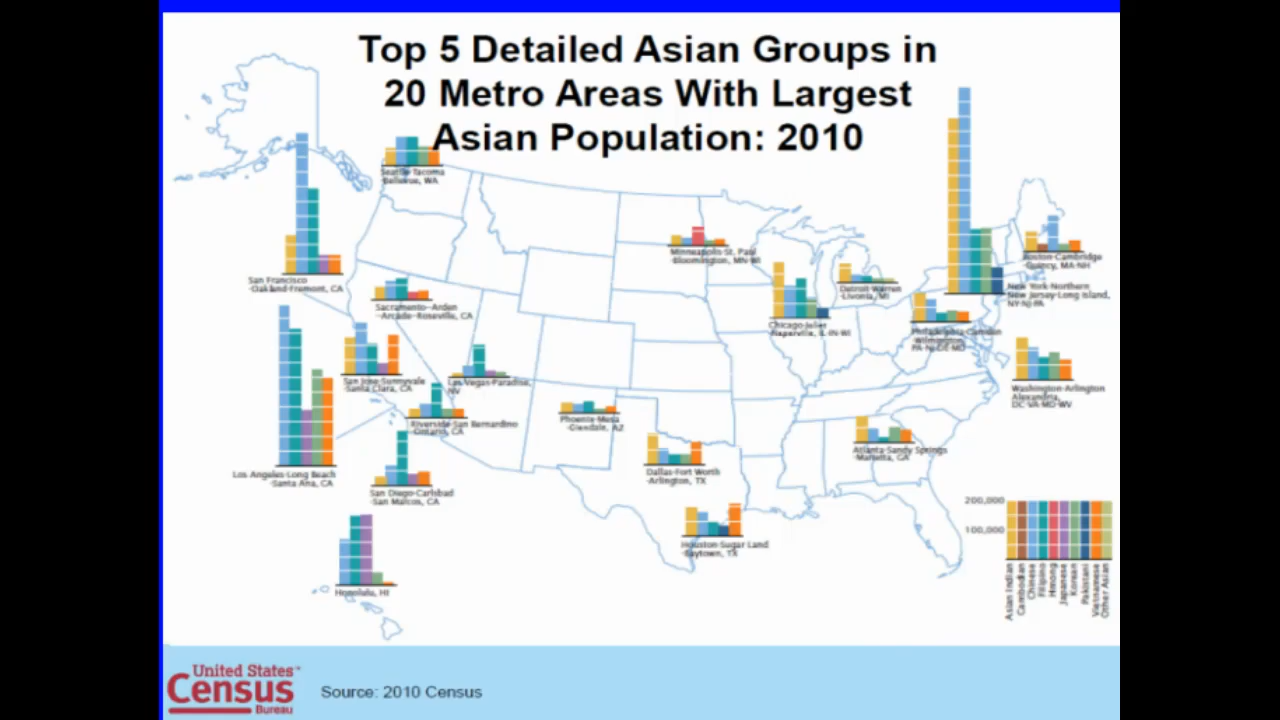 Top 5 Detailed Asian Groups in
20 Metro Areas With Largest
Asian Population: 2010
Seattle-Tacoma
-Bellevue, WA
San Francisco
-Oakland-Fremont, CA
Sacramento--Arden
--Arcade--Roseville, CA
San Jose-Sunnyvale
-Santa Clara, CA
Las Vegas-Paradise,
NV
Riverside-San Bernardino
-Ontario, CA
Los Angeles-Long Beach
-Santa Ana, CA
San Diego-Carlsbad
-San Marcos, CA
Honolulu, HI
Phoenix-Mesa
-Glendale, AZ
Dallas-Fort Worth
-Arlington, TX
Houston-Sugar Land
-Baytown, TX
Minneapolis-St. Paul
-Bloomington, MN-WI
Chicago-Joliet
-Naperville, IL-IN-WI
Detroit-Warren
-Livonia, MI
Boston-Cambridge
-Quincy, MA-NH
New York-Northern
New Jersey-Long Island,
NY-NJ-PA
Philadelphia-Camden
-Wilmington
PA-NJ-DE-MD
Washington-Arlington
Alexandria,
DC-VA-MD-WV
Atlanta-Sandy Springs
-Marietta, GA
200,000
100,000
Asian Indian
Cambodian
Chinese
Filipino
Hmong
Japanese
Korean
Pakistani
Vietnamese
Other Asian
United States™
Census
Bureau
Source: 2010 Census